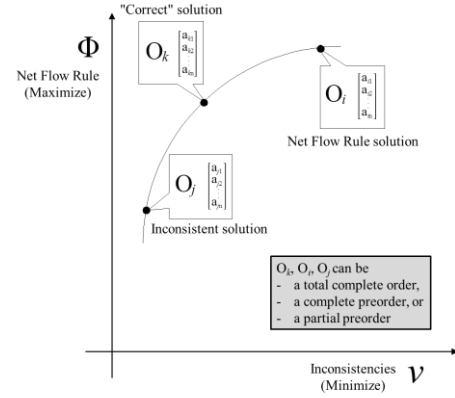 "Correct" solution
Φ
Net Flow Rule
(Maximize)
O_k [a_k1 a_k2 ⋮ a_kn]
O_i [a_i1 a_i2 ⋮ a_in]
Net Flow Rule solution
O_j [a_j1 a_j2 ⋮ a_jn]
Inconsistent solution
O_k, O_i, O_j can be
- a total complete order,
- a complete preorder, or
- a partial preorder
Inconsistencies
(Minimize)
ν